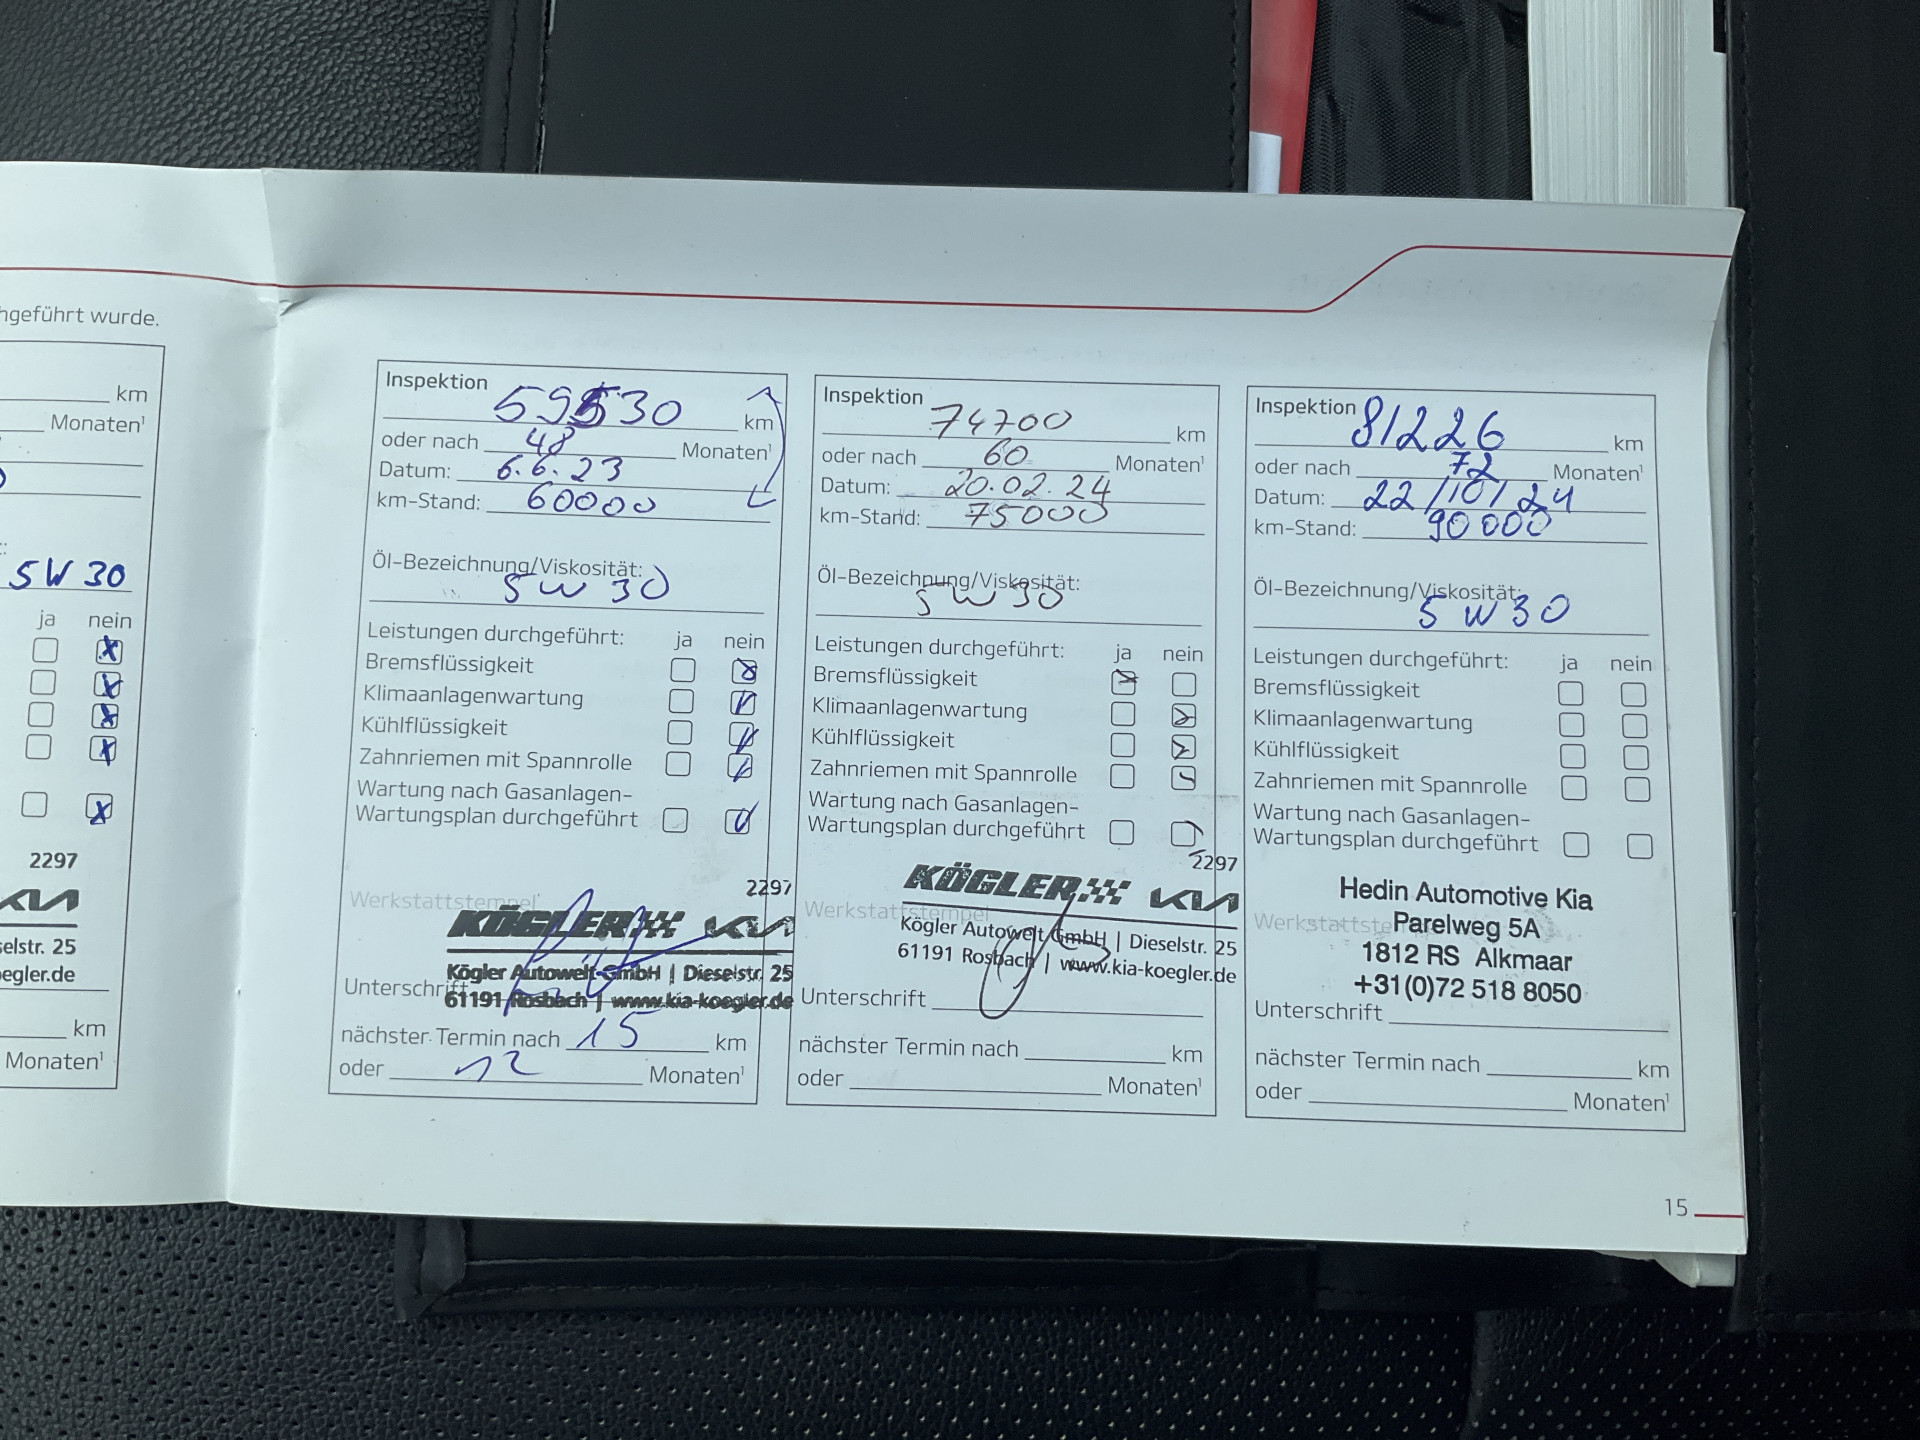 hgeführt wurde.
km
Monaten¹
5W30
ja nein
2297
KIA
selstr. 25
egler.de
km
Monaten¹
Inspektion
59530 km
oder nach 48 Monaten¹
Datum: 6.6.23
km-Stand: 60000
Öl-Bezeichnung/Viskosität:
5W30
Leistungen durchgeführt: ja nein
Bremsflüssigkeit
Klimaanlagenwartung
Kühlflüssigkeit
Zahnriemen mit Spannrolle
Wartung nach Gasanlagen-
Wartungsplan durchgeführt
2297
Werkstattstempel
KÖGLER KIA
Kögler Autowelt GmbH | Dieselstr. 25
61191 Rosbach | www.kia-koegler.de
Unterschrift
nächster Termin nach 15 km
oder 12 Monaten¹
Inspektion
74700 km
oder nach 60 Monaten¹
Datum: 20.02.24
km-Stand: 75000
Öl-Bezeichnung/Viskosität:
5W30
Leistungen durchgeführt: ja nein
Bremsflüssigkeit
Klimaanlagenwartung
Kühlflüssigkeit
Zahnriemen mit Spannrolle
Wartung nach Gasanlagen-
Wartungsplan durchgeführt
2297
KÖGLER KIA
Werkstattstempel
Kögler Autowelt GmbH | Dieselstr. 25
61191 Rosbach | www.kia-koegler.de
Unterschrift
nächster Termin nach km
oder Monaten¹
Inspektion 81226 km
oder nach 72 Monaten¹
Datum: 22/10/24
km-Stand: 90000
Öl-Bezeichnung/Viskosität:
5W30
Leistungen durchgeführt: ja nein
Bremsflüssigkeit
Klimaanlagenwartung
Kühlflüssigkeit
Zahnriemen mit Spannrolle
Wartung nach Gasanlagen-
Wartungsplan durchgeführt
Hedin Automotive Kia
Werkstattste
Parelweg 5A
1812 RS Alkmaar
+31(0)72 518 8050
Unterschrift
nächster Termin nach km
oder Monaten¹
15